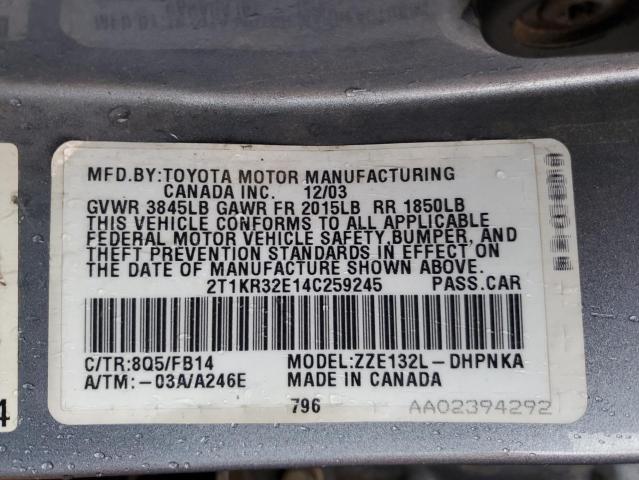 MFD.BY:TOYOTA MOTOR MANUFACTURING
CANADA INC. 12/03
GVWR 3845LB GAWR FR 2015LB RR 1850LB
THIS VEHICLE CONFORMS TO ALL APPLICABLE
FEDERAL MOTOR VEHICLE SAFETY,BUMPER, AND
THEFT PREVENTION STANDARDS IN EFFECT ON
THE DATE OF MANUFACTURE SHOWN ABOVE.
2T1KR32E14C259245 PASS.CAR
C/TR:8Q5/FB14 MODEL:ZZE132L-DHPNKA
A/TM:-03A/A246E MADE IN CANADA
796 AA02394292
4